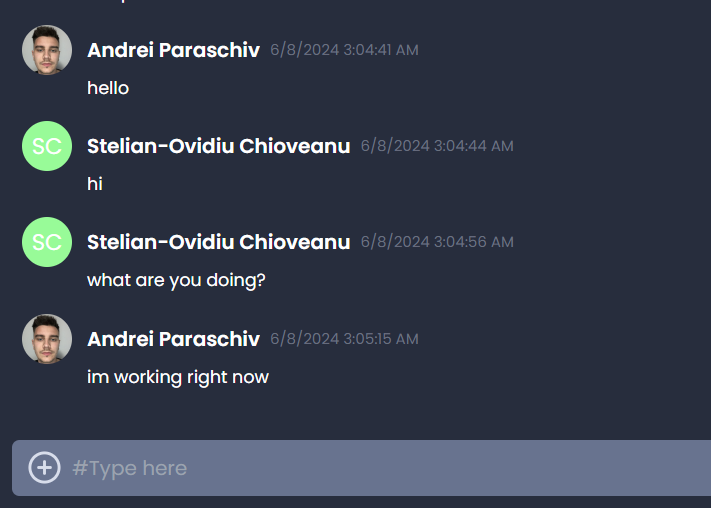 Andrei Paraschiv 6/8/2024 3:04:41 AM
hello
SC Stelian-Ovidiu Chioveanu 6/8/2024 3:04:44 AM
hi
SC Stelian-Ovidiu Chioveanu 6/8/2024 3:04:56 AM
what are you doing?
Andrei Paraschiv 6/8/2024 3:05:15 AM
im working right now
#Type here